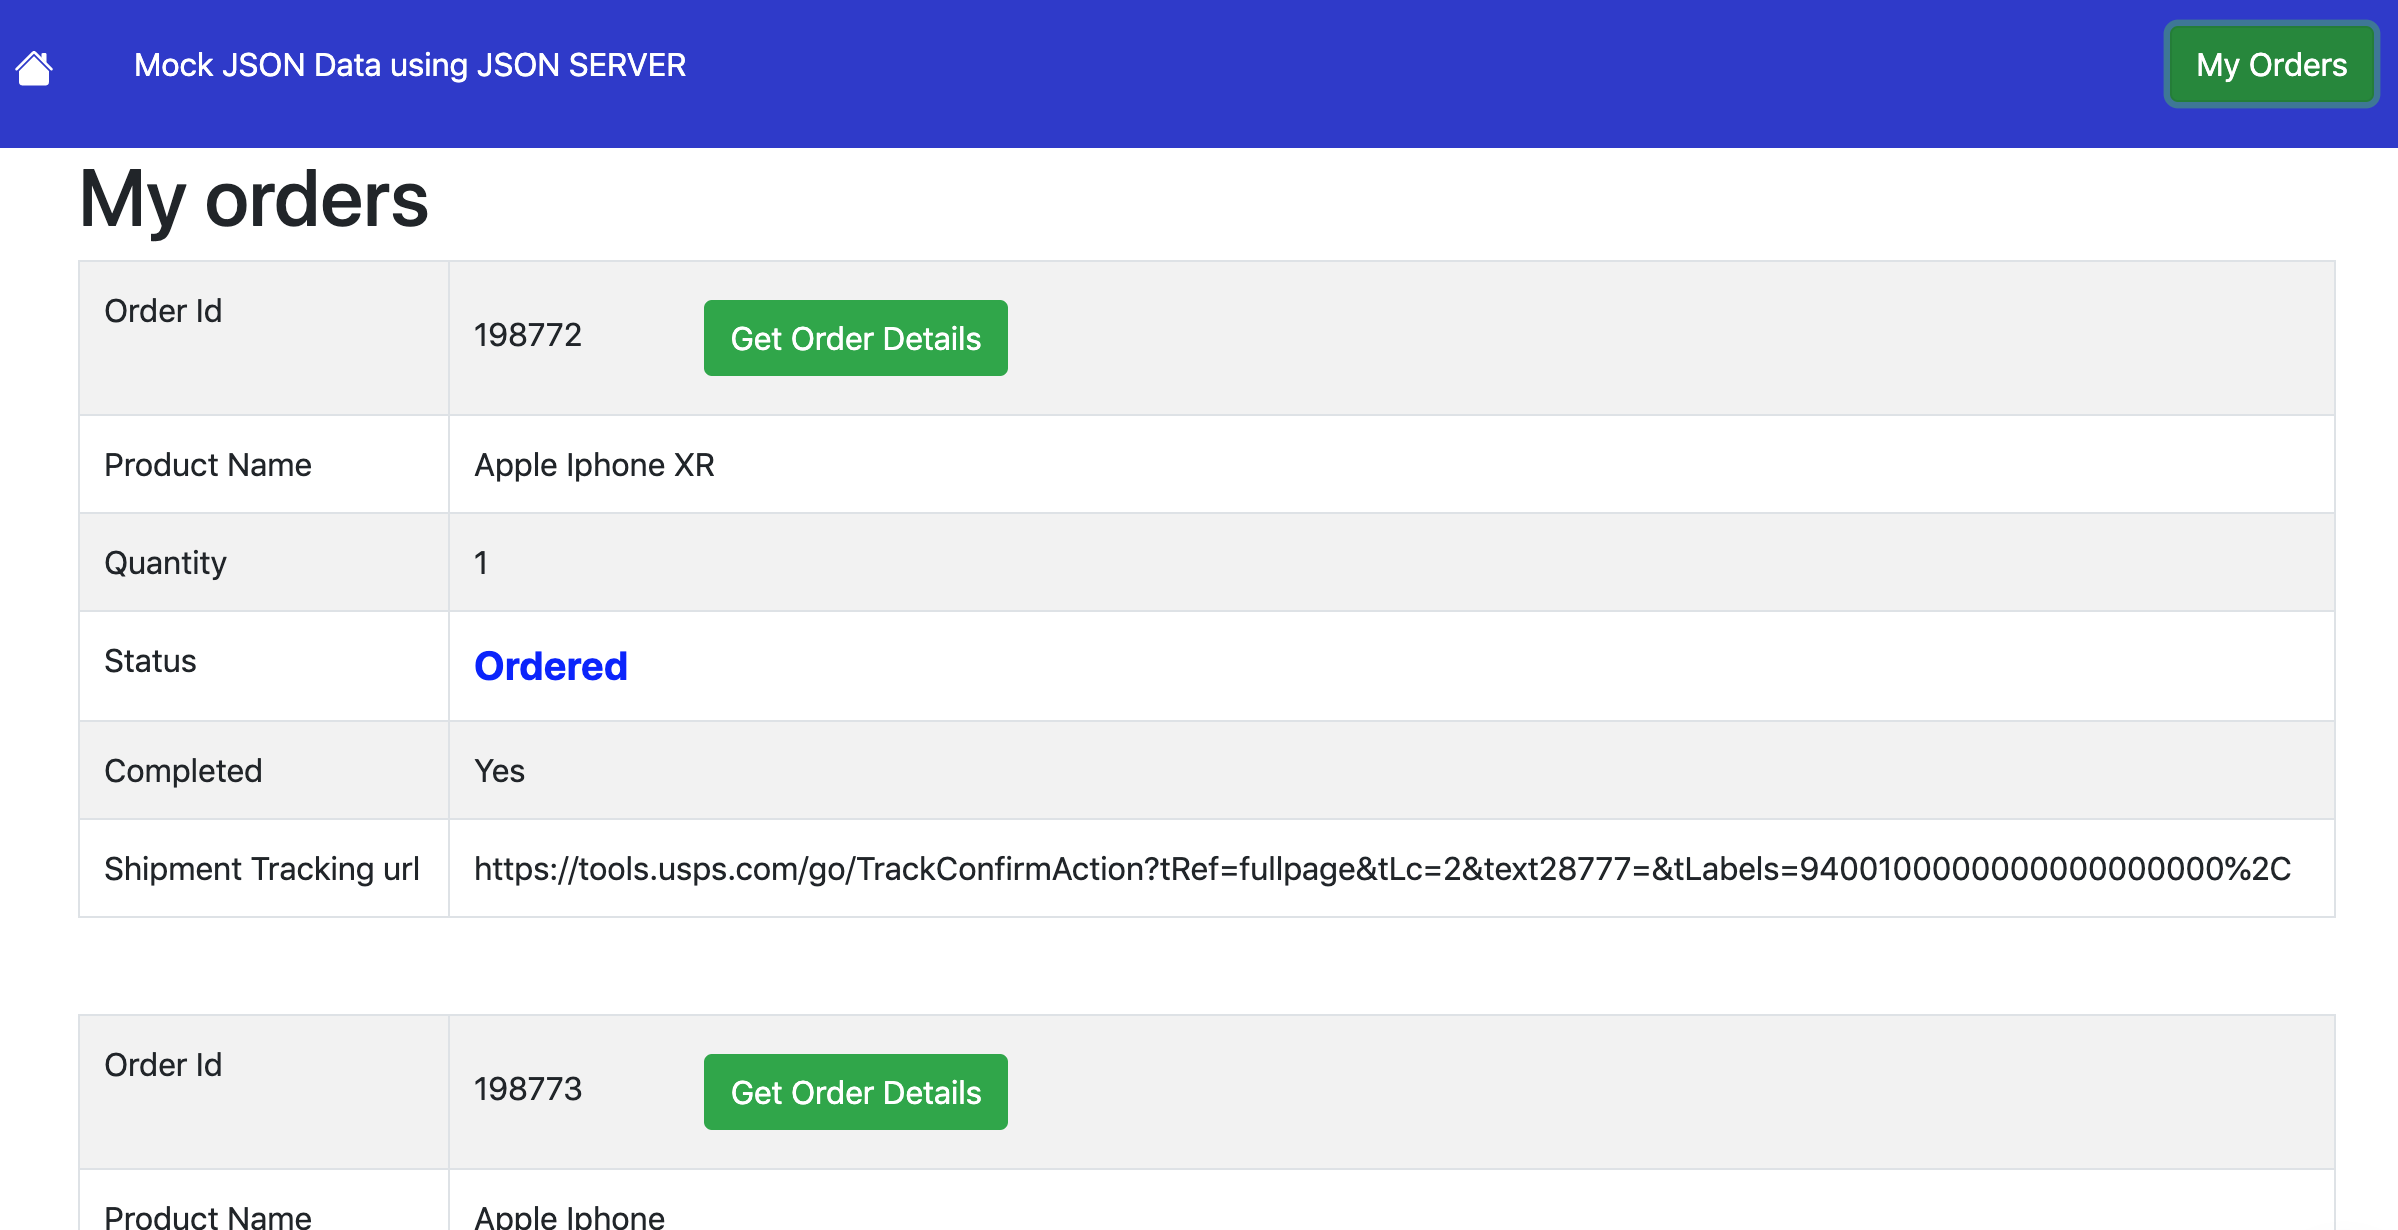 Mock JSON Data using JSON SERVER
My Orders
My orders
Order Id
198772
Get Order Details
Product Name
Apple Iphone XR
Quantity
1
Status
Ordered
Completed
Yes
Shipment Tracking url
https://tools.usps.com/go/TrackConfirmAction?tRef=fullpage&tLc=2&text28777=&tLabels=9400100000000000000000%2C
Order Id
198773
Get Order Details
Product Name
Apple Iphone